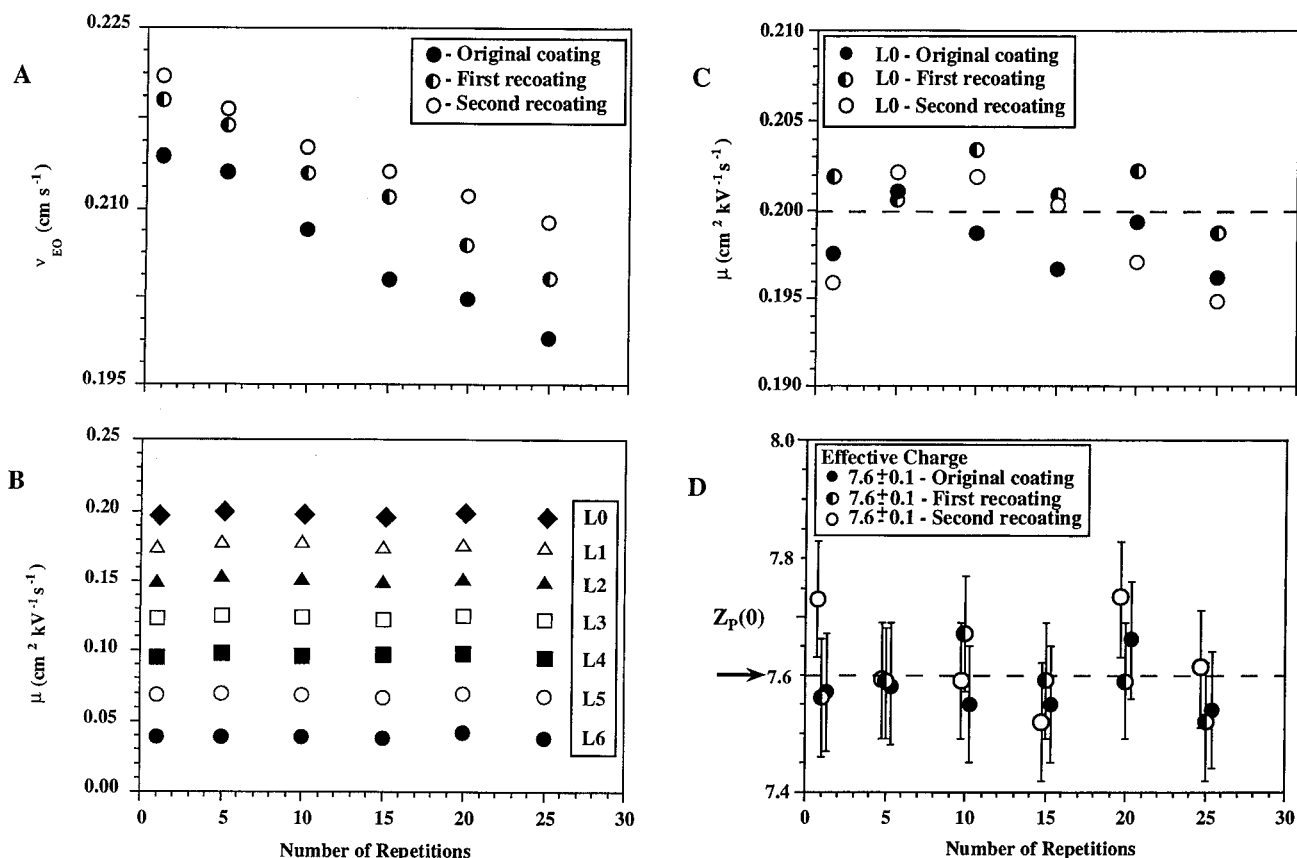 A
0.225
0.210
0.195
ν EO (cm s⁻¹)
● - Original coating
◐ - First recoating
○ - Second recoating
C
0.210
0.205
0.200
0.195
0.190
μ (cm² kV⁻¹s⁻¹)
L0 - Original coating
L0 - First recoating
L0 - Second recoating
B
0.25
0.20
0.15
0.10
0.05
0.00
μ (cm² kV⁻¹s⁻¹)
L0
L1
L2
L3
L4
L5
L6
0 5 10 15 20 25 30
Number of Repetitions
D
8.0
7.8
7.6
7.4
Z_P(0)
Effective Charge
7.6±0.1 - Original coating
7.6±0.1 - First recoating
7.6±0.1 - Second recoating
0 5 10 15 20 25 30
Number of Repetitions